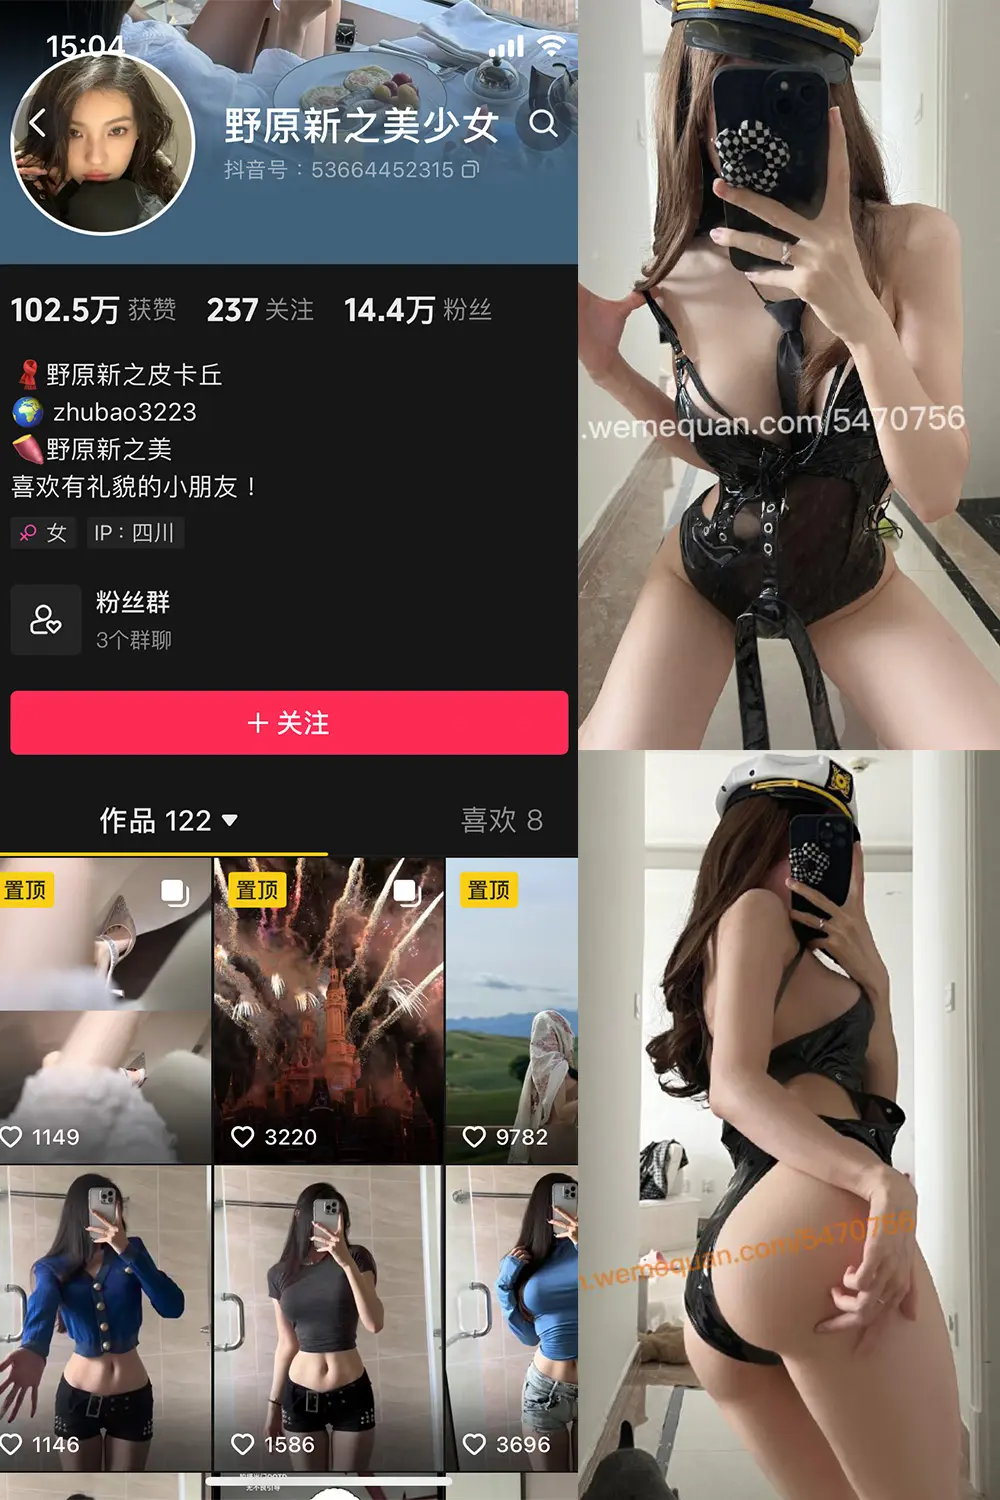 15:04
野原新之美少女
抖音号：53664452315
102.5万 获赞 237 关注 14.4万 粉丝
野原新之皮卡丘
zhubao3223
野原新之美
喜欢有礼貌的小朋友！
女 IP：四川
粉丝群
3个群聊
+ 关注
作品 122 喜欢 8
置顶 置顶 置顶
1149 3220 9782
1146 1586 3696
.wemequan.com/5470756
t.wemequan.com/5470756